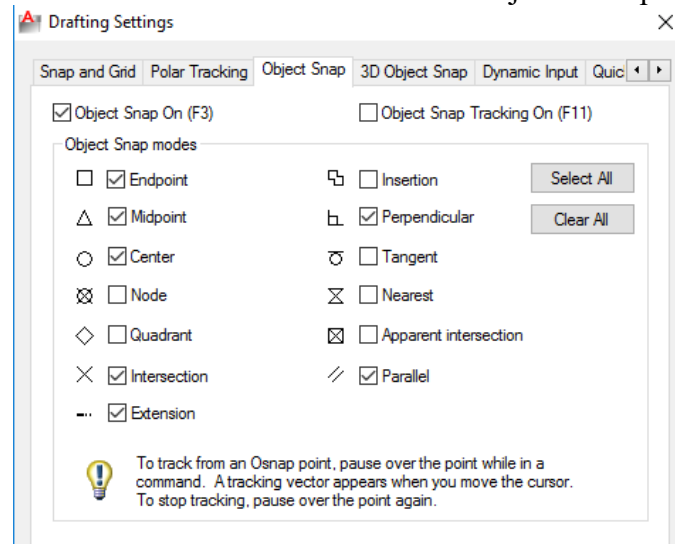 Drafting Settings
Snap and Grid Polar Tracking Object Snap 3D Object Snap Dynamic Input Quic
Object Snap On (F3) Object Snap Tracking On (F11)
Object Snap modes
Endpoint Insertion Select All
Midpoint Perpendicular Clear All
Center Tangent
Node Nearest
Quadrant Apparent intersection
Intersection Parallel
Extension
To track from an Osnap point, pause over the point while in a
command. A tracking vector appears when you move the cursor.
To stop tracking, pause over the point again.